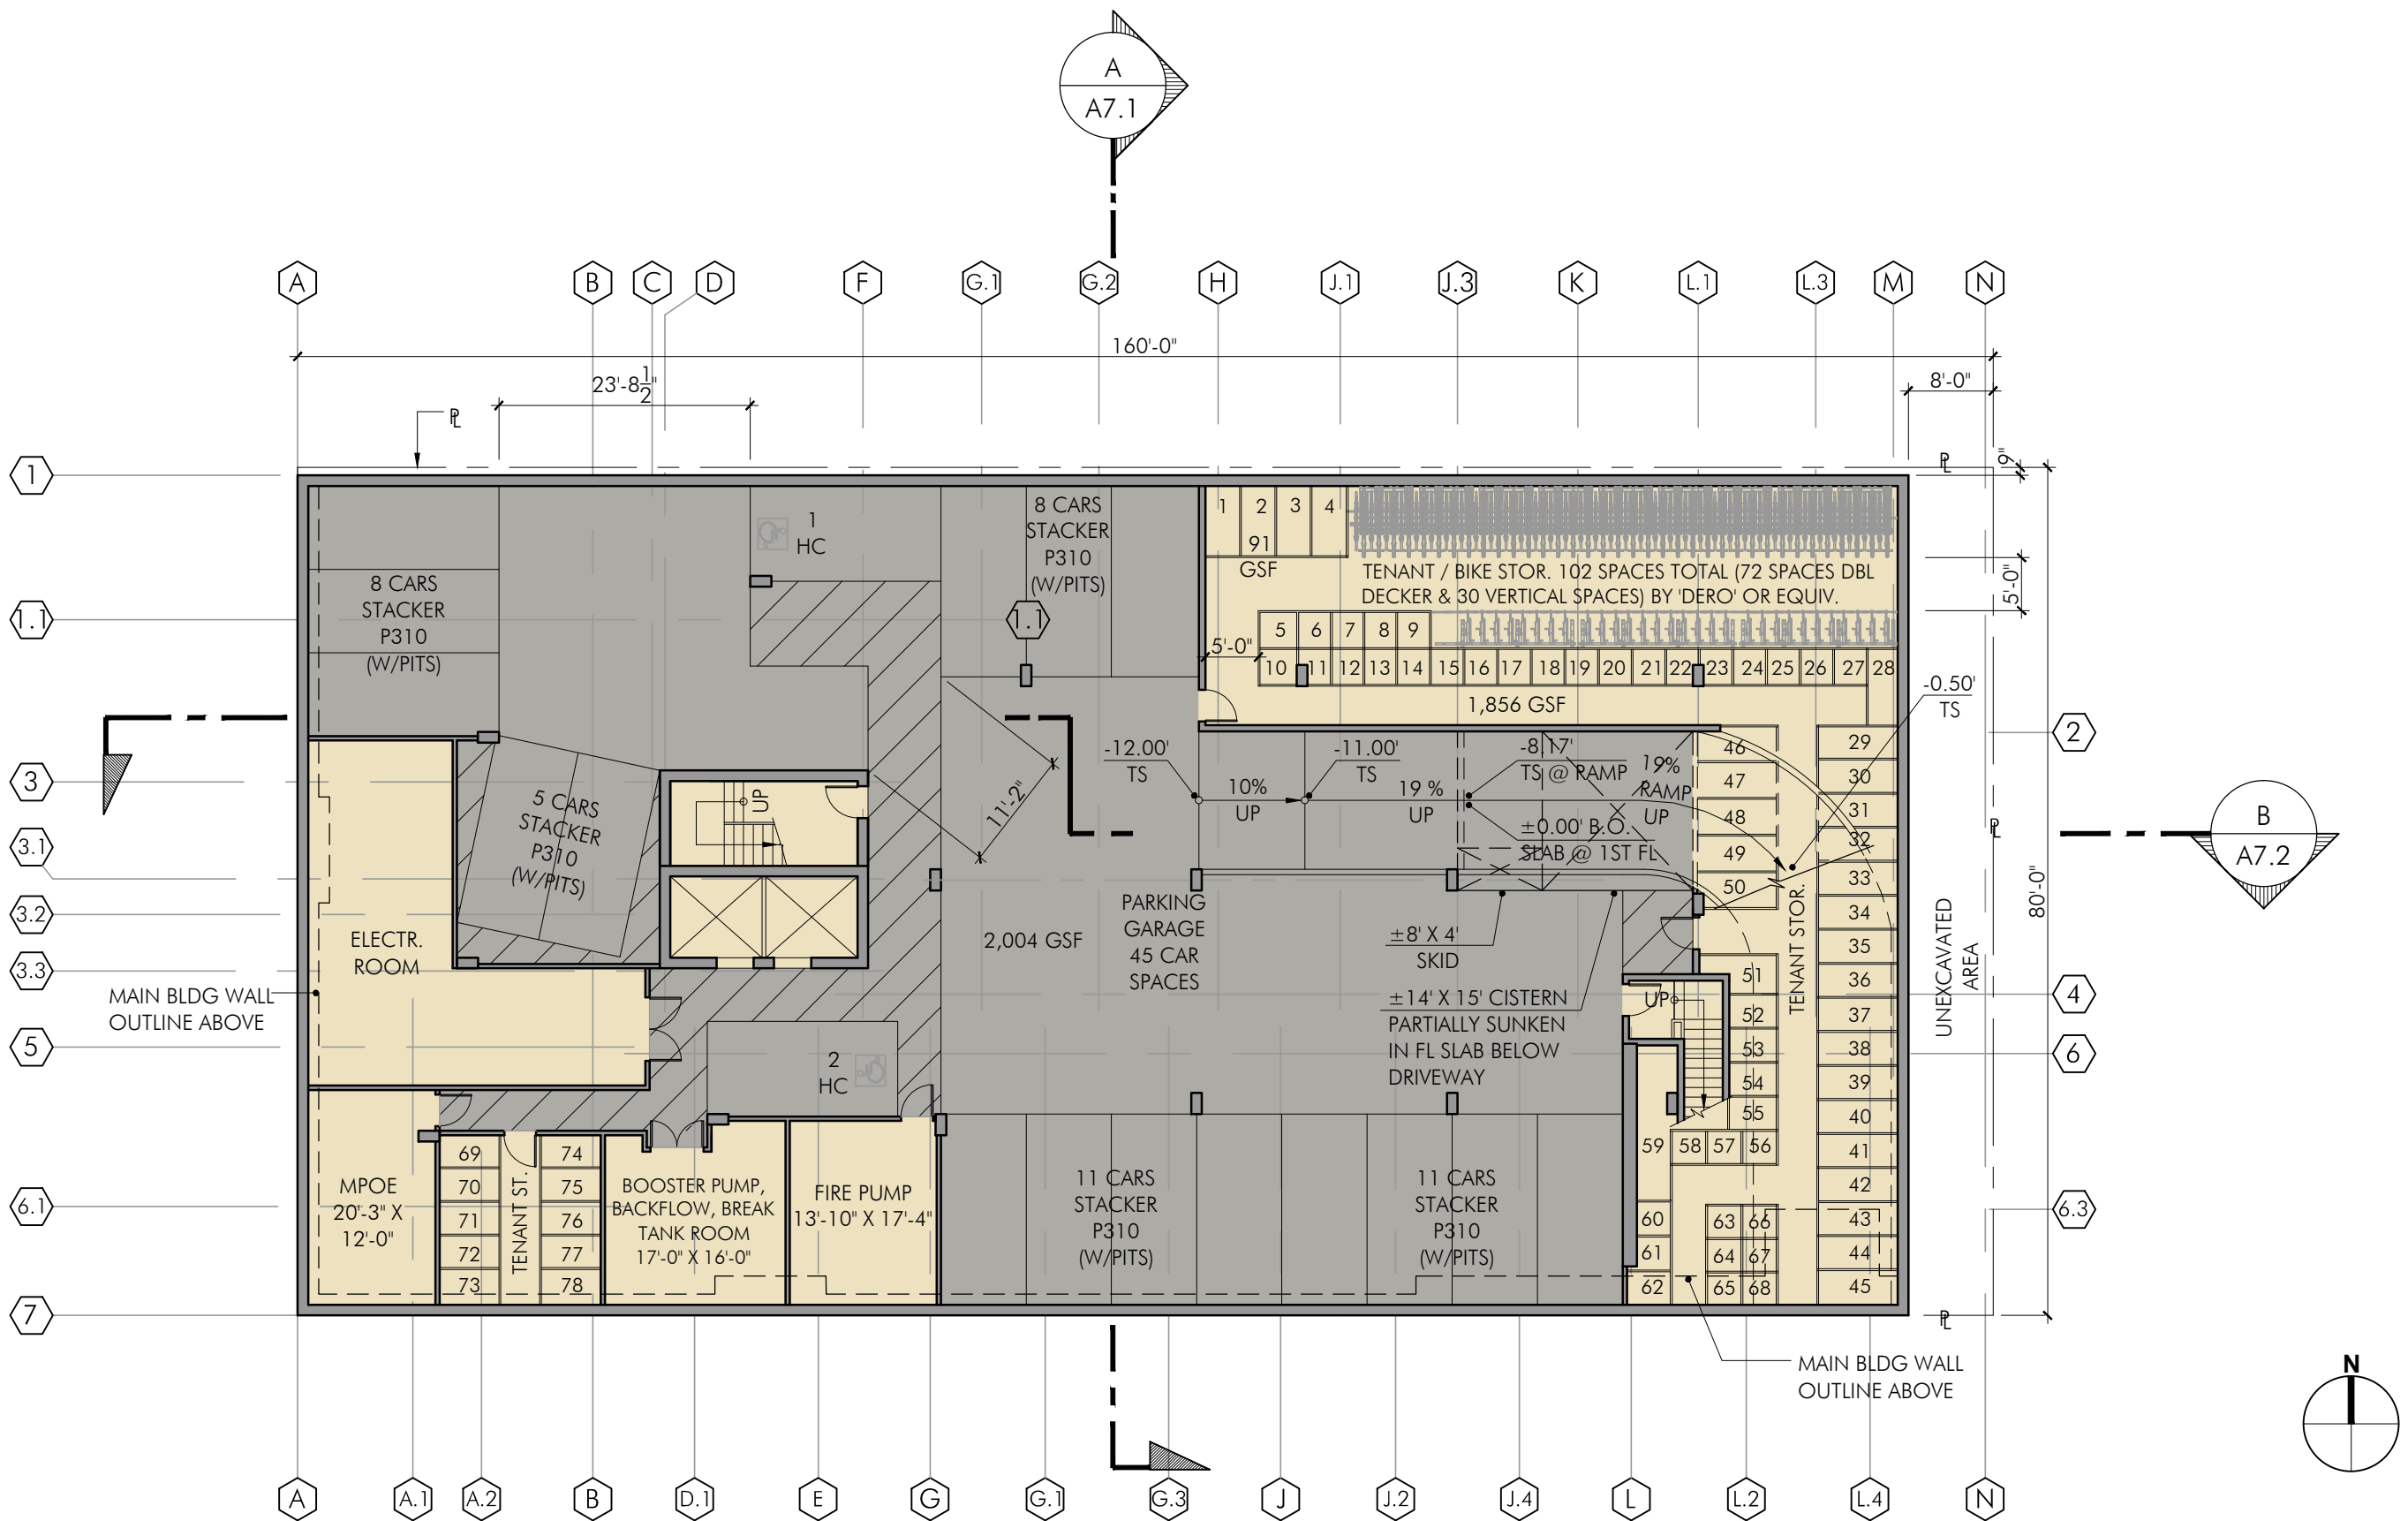 A
A7.1
A
B
C
D
F
G.1
G.2
H
J.1
J.3
K
L.1
L.3
M
N
160'-0"
23'-8 1/2"
8'-0"
PL
PL
9"
1
1.1
3
3.1
3.2
3.3
5
6.1
7
8 CARS
STACKER
P310
(W/PITS)
1
HC
8 CARS
STACKER
P310
(W/PITS)
1.1
1
2
3
4
91
GSF
TENANT / BIKE STOR. 102 SPACES TOTAL (72 SPACES DBL
DECKER & 30 VERTICAL SPACES) BY 'DERO' OR EQUIV.
5'-0"
5
6
7
8
9
5'-0"
10
11
12
13
14
15
16
17
18
19
20
21
22
23
24
25
26
27
28
1,856 GSF
-0.50'
TS
2
5 CARS
STACKER
P310
(W/PITS)
UP
11'-2"
-12.00'
TS
10%
UP
-11.00'
TS
19 %
UP
-8.17'
TS @ RAMP
19%
RAMP
UP
±0.00' B.O.
SLAB @ 1ST FL
46
47
48
49
50
29
30
31
32
33
34
35
36
37
38
39
40
41
42
43
44
45
PL
B
A7.2
80'-0"
ELECTR.
ROOM
MAIN BLDG WALL
OUTLINE ABOVE
2,004 GSF
PARKING
GARAGE
45 CAR
SPACES
±8' X 4'
SKID
±14' X 15' CISTERN
PARTIALLY SUNKEN
IN FL SLAB BELOW
DRIVEWAY
UP
TENANT STOR.
UNEXCAVATED
AREA
51
52
53
54
55
56
57
58
59
60
61
62
63
64
65
66
67
68
4
6
6.3
2
HC
MPOE
20'-3" X
12'-0"
69
70
71
72
73
TENANT ST.
74
75
76
77
78
BOOSTER PUMP,
BACKFLOW, BREAK
TANK ROOM
17'-0" X 16'-0"
FIRE PUMP
13'-10" X 17'-4"
11 CARS
STACKER
P310
(W/PITS)
11 CARS
STACKER
P310
(W/PITS)
PL
MAIN BLDG WALL
OUTLINE ABOVE
N
A
A.1
A.2
B
D.1
E
G
G.1
G.3
J
J.2
J.4
L
L.2
L.4
N